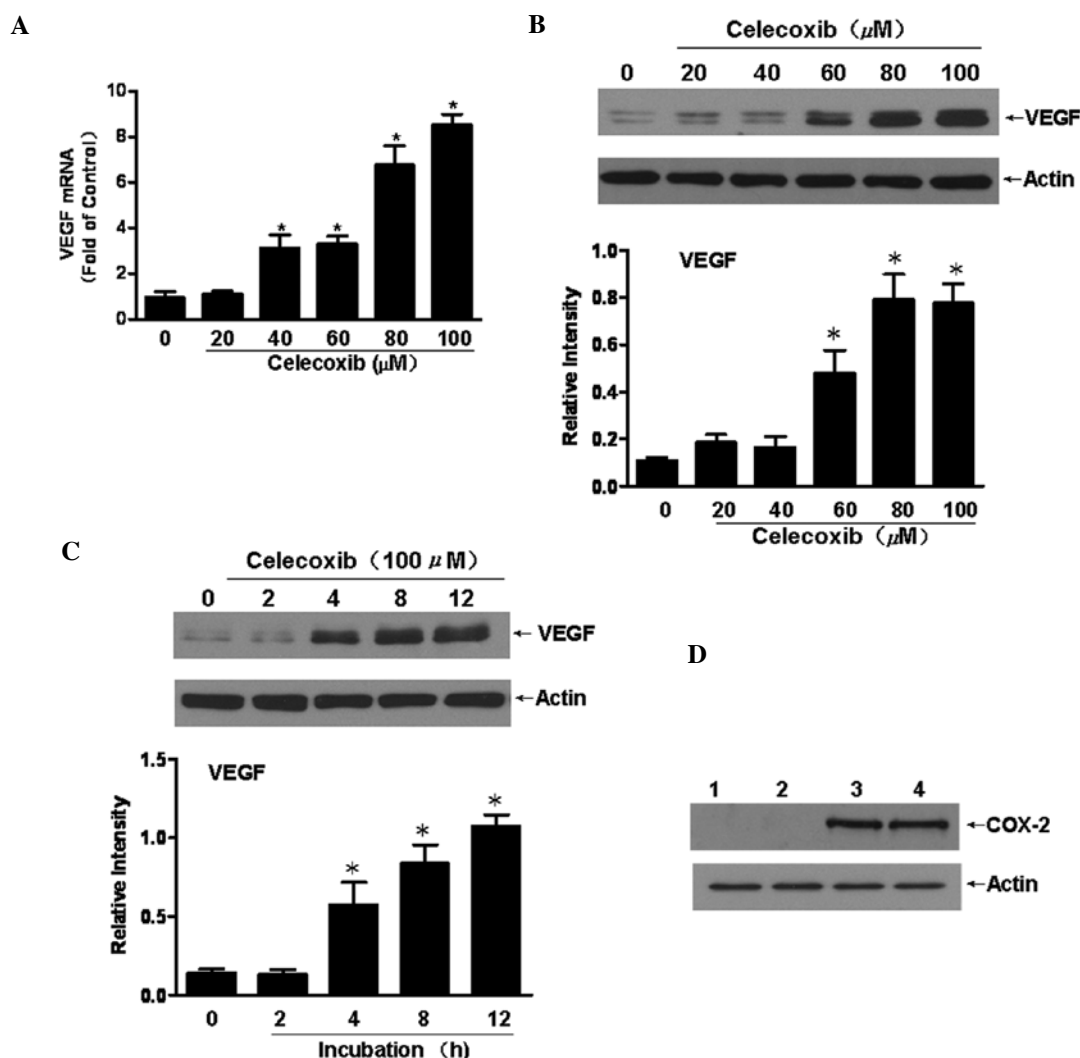 A
VEGF mRNA
(Fold of Control)
10
8
6
4
2
0
* * * *
0 20 40 60 80 100
Celecoxib (μM)
B
Celecoxib (μM)
0 20 40 60 80 100
←VEGF
←Actin
VEGF
Relative Intensity
1.0
0.8
0.6
0.4
0.2
0.0
* * *
0 20 40 60 80 100
Celecoxib (μM)
C
Celecoxib (100 μM)
0 2 4 8 12
←VEGF
←Actin
VEGF
Relative Intensity
1.5
1.0
0.5
0.0
* * *
0 2 4 8 12
Incubation (h)
D
1 2 3 4
←COX-2
←Actin